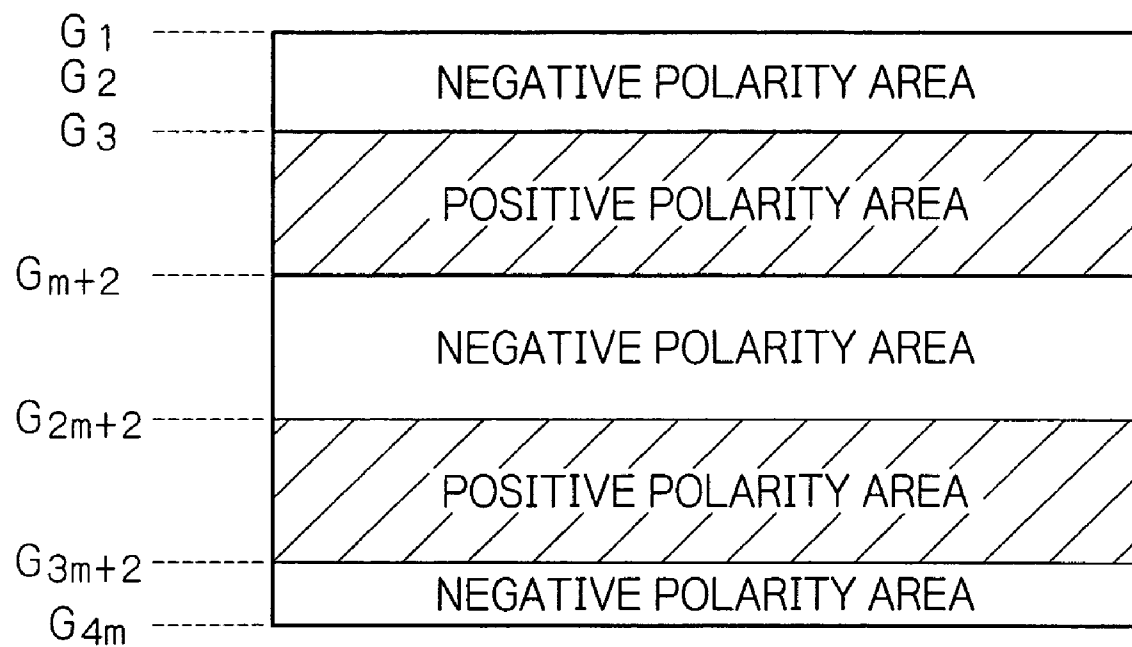 G1
G2
NEGATIVE POLARITY AREA
G3
POSITIVE POLARITY AREA
Gm+2
NEGATIVE POLARITY AREA
G2m+2
POSITIVE POLARITY AREA
G3m+2
NEGATIVE POLARITY AREA
G4m